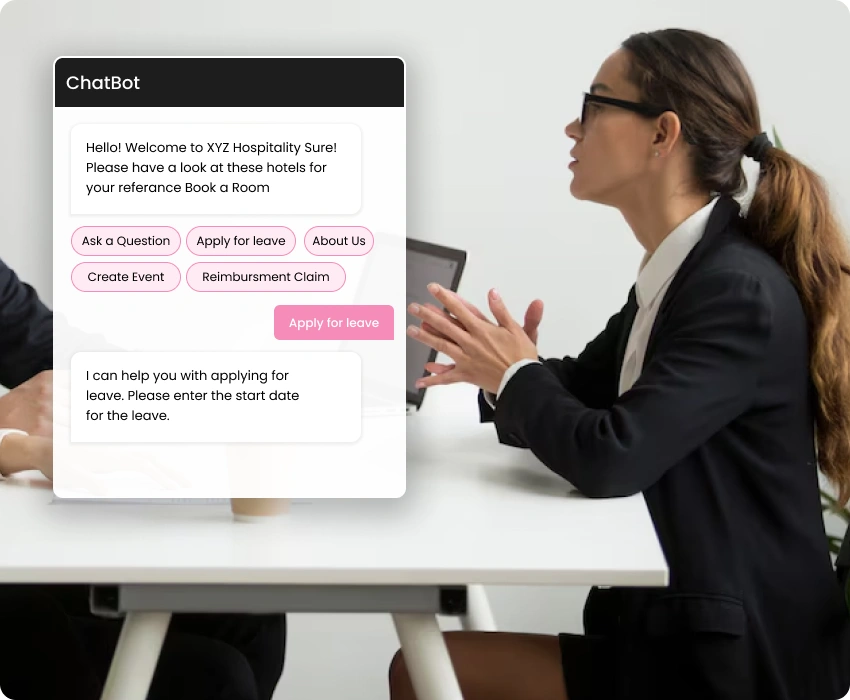 ChatBot
Hello! Welcome to XYZ Hospitality Sure!
Please have a look at these hotels for
your referance Book a Room
Ask a Question
Apply for leave
About Us
Create Event
Reimbursment Claim
Apply for leave
I can help you with applying for
leave. Please enter the start date
for the leave.